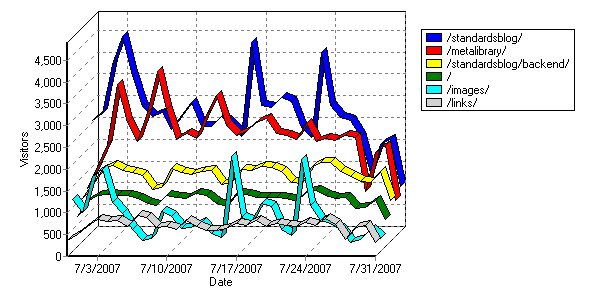 4,500
4,000
3,500
3,000
2,500
2,000
1,500
1,000
500
0
Visitors
7/3/2007
7/10/2007
7/17/2007
7/24/2007
7/31/2007
Date
/standardsblog/
/metalibrary/
/standardsblog/backend/
/
/images/
/links/